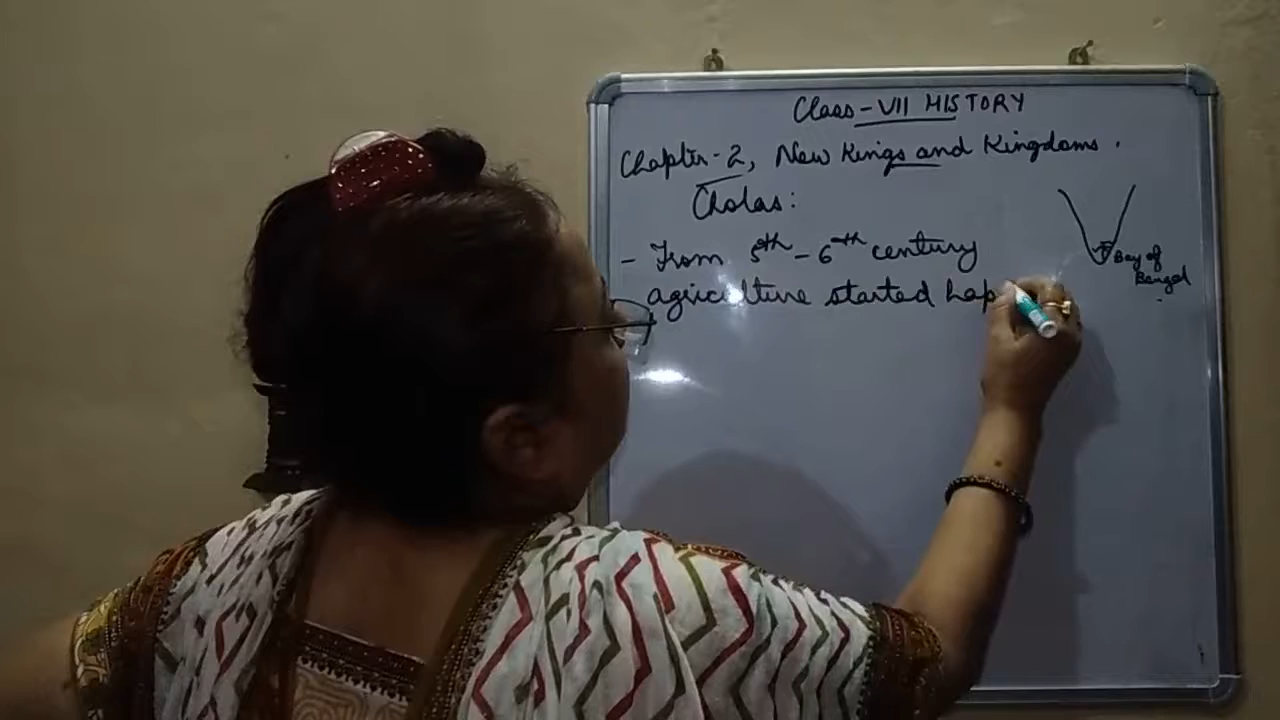 Class-VII HISTORY
Chapter-2, New Kings and Kingdoms.
Cholas:
- From 5th-6th century
agriculture started hap
Bay of
Bengal